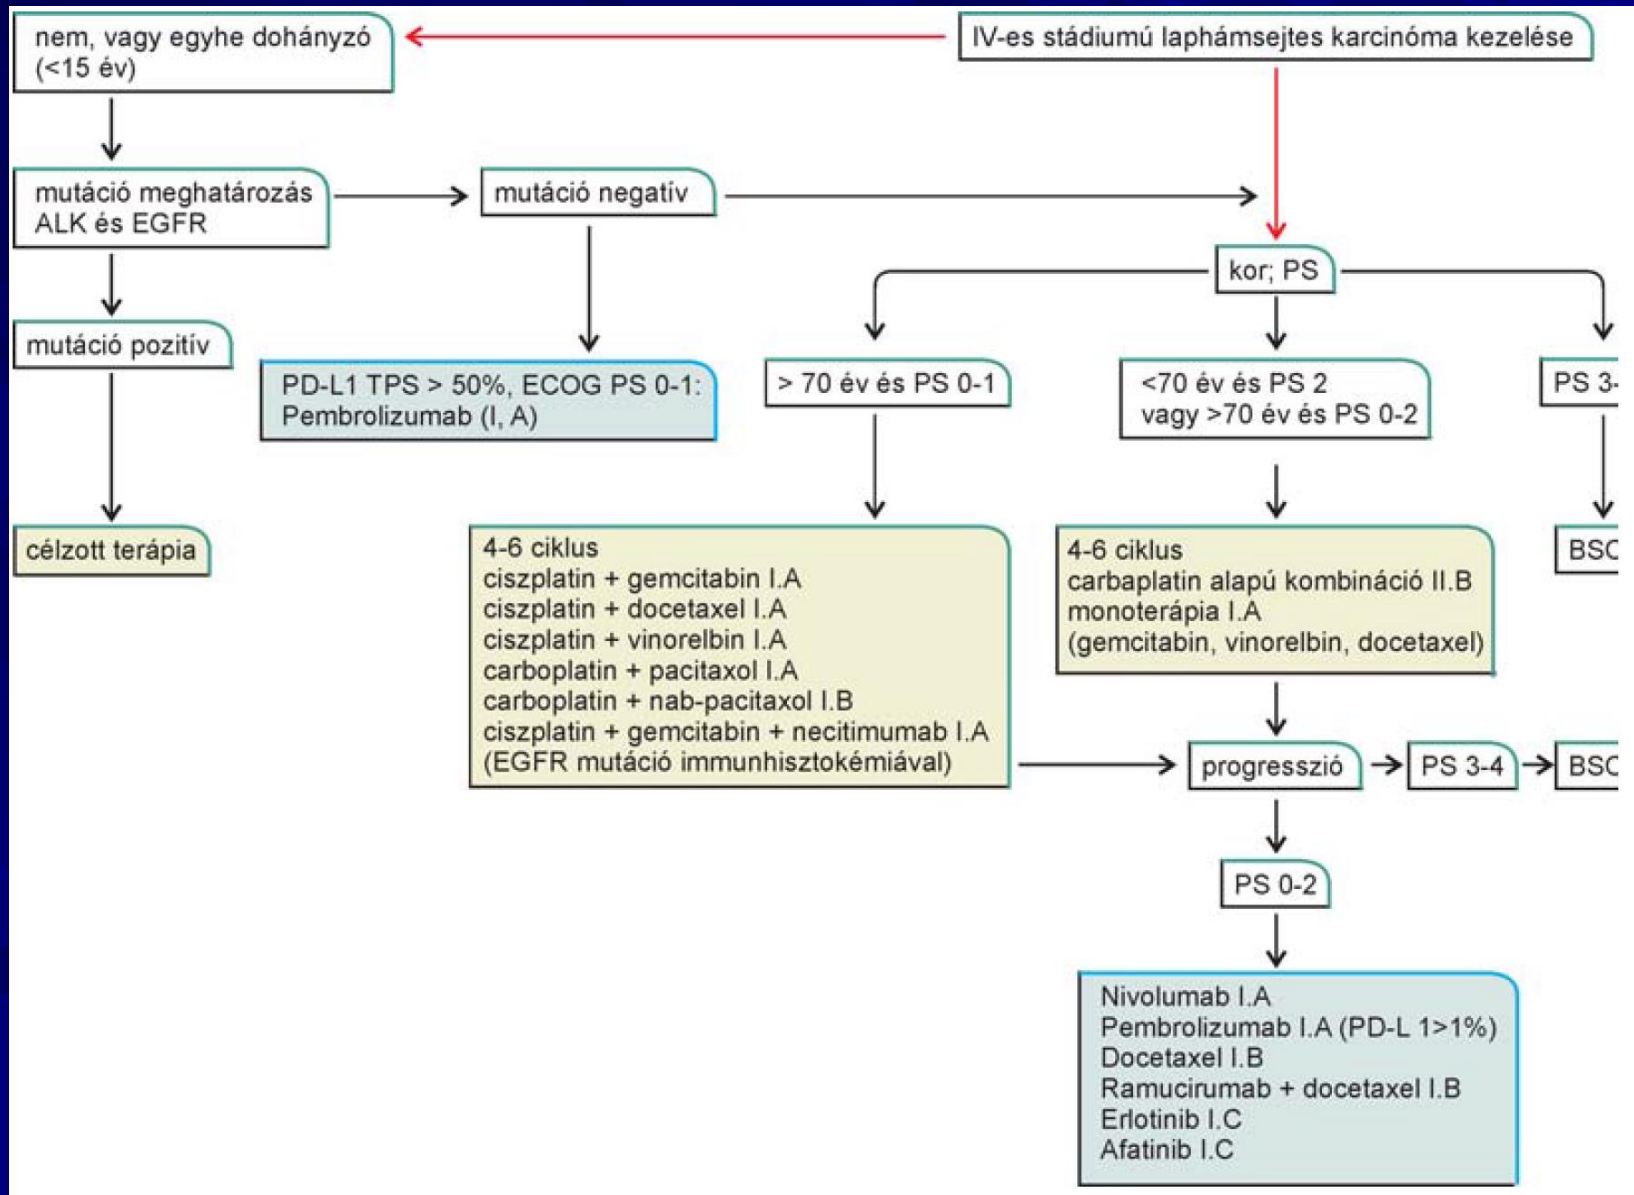 nem, vagy egyhe dohányzó
(<15 év)
IV-es stádiumú laphámsejtes karcinóma kezelése
mutáció meghatározás
ALK és EGFR
mutáció negatív
kor; PS
mutáció pozitív
PD-L1 TPS > 50%, ECOG PS 0-1:
Pembrolizumab (I, A)
> 70 év és PS 0-1
<70 év és PS 2
vagy >70 év és PS 0-2
PS 3-
célzott terápia
4-6 ciklus
ciszplatin + gemcitabin I.A
ciszplatin + docetaxel I.A
ciszplatin + vinorelbin I.A
carboplatin + pacitaxol I.A
carboplatin + nab-pacitaxol I.B
ciszplatin + gemcitabin + necitimumab I.A
(EGFR mutáció immunhisztokémiával)
4-6 ciklus
carbaplatin alapú kombináció II.B
monoterápia I.A
(gemcitabin, vinorelbin, docetaxel)
BSC
progresszió
PS 3-4
BSC
PS 0-2
Nivolumab I.A
Pembrolizumab I.A (PD-L 1>1%)
Docetaxel I.B
Ramucirumab + docetaxel I.B
Erlotinib I.C
Afatinib I.C